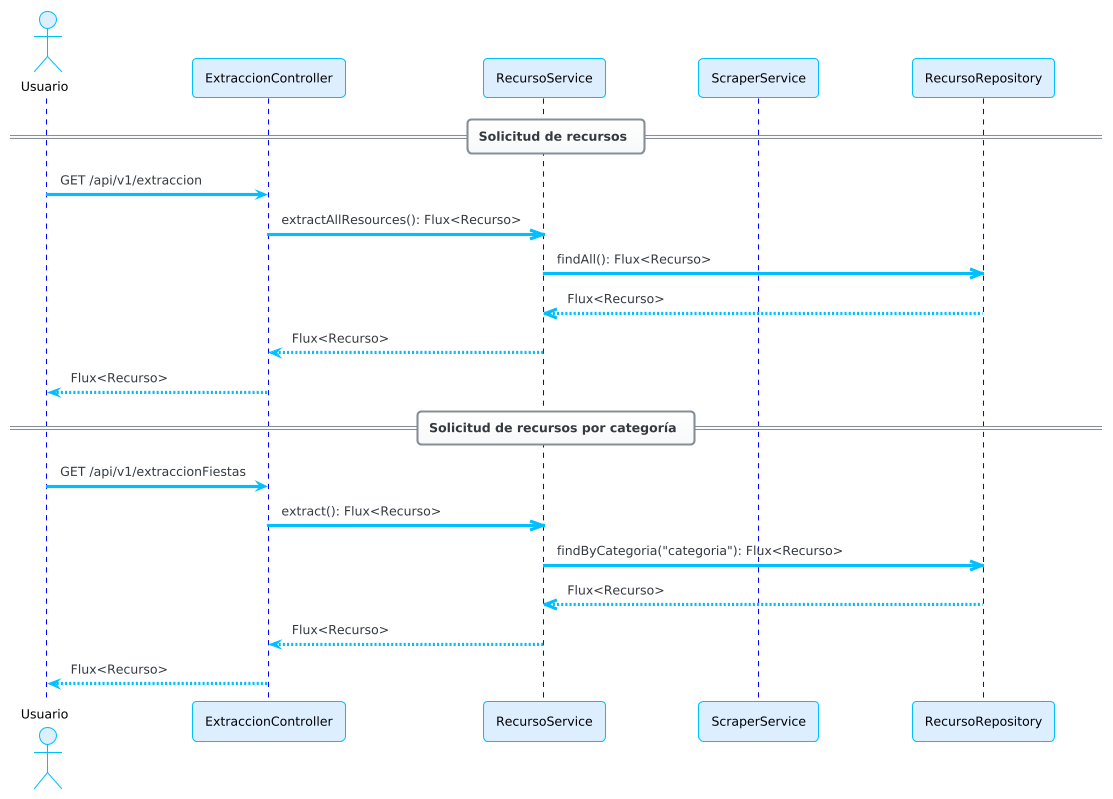 Usuario
ExtraccionController
RecursoService
ScraperService
RecursoRepository
Solicitud de recursos
GET /api/v1/extraccion
extractAllResources(): Flux<Recurso>
findAll(): Flux<Recurso>
Flux<Recurso>
Flux<Recurso>
Flux<Recurso>
Solicitud de recursos por categoría
GET /api/v1/extraccionFiestas
extract(): Flux<Recurso>
findByCategoria("categoria"): Flux<Recurso>
Flux<Recurso>
Flux<Recurso>
Flux<Recurso>
Usuario
ExtraccionController
RecursoService
ScraperService
RecursoRepository